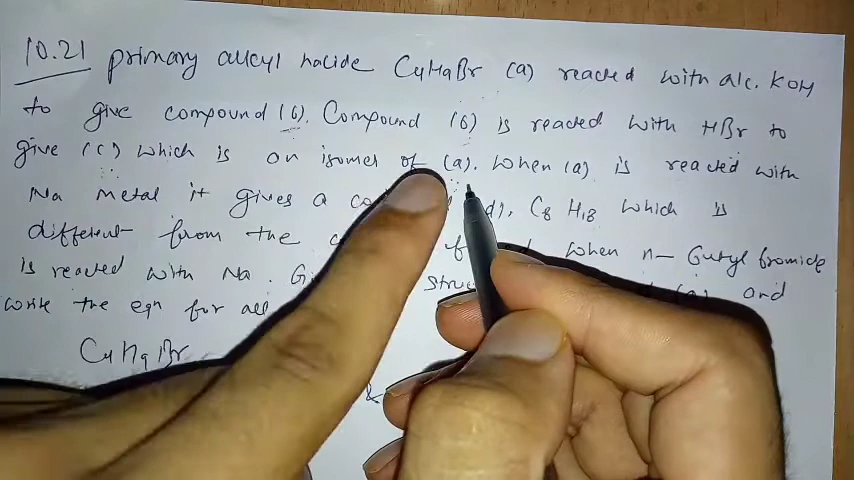 10.21 primary alkyl halide C4H9Br (a) reacted with alc. KOH
to give compound (b). Compound (b) is reacted with HBr to
give (c) which is an isomer of (a). When (a) is reacted with
Na metal it gives a (d), C8 H18 which is
different from the when n- Butyl bromide
is reacted with Na. (a) and
write the eqn for all
C4H9Br